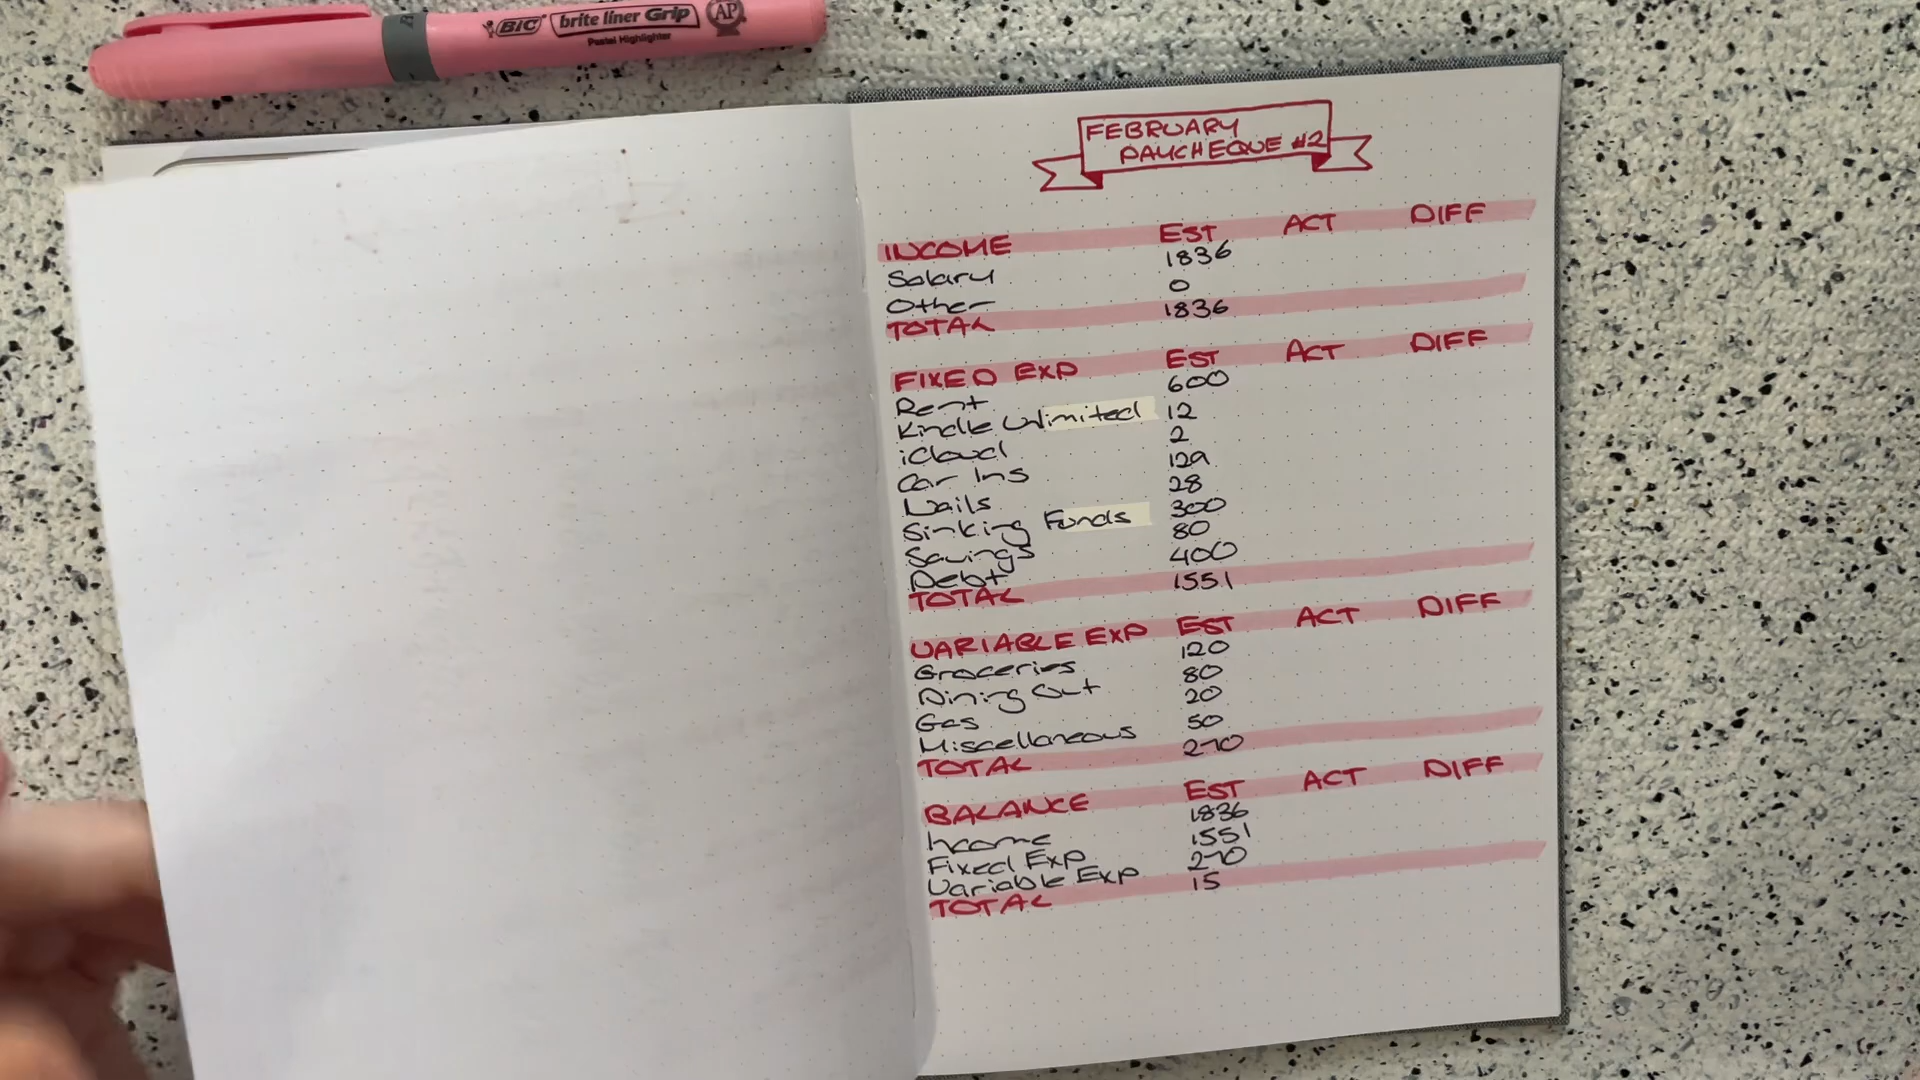 BIC brite liner Grip AP
Pastel Highlighter
FEBRUARY
PAYCHEQUE #2
INCOME EST ACT DIFF
Salary 1836
Other 0
TOTAL 1836
FIXED EXP EST ACT DIFF
Rent 600
Kindle Unlimited 12
iCloud 2
Car Ins 129
Nails 28
Sinking Funds 300
Savings 80
Debt 400
TOTAL 1551
VARIABLE EXP EST ACT DIFF
Groceries 120
Dining Out 80
Gas 20
Miscellaneous 50
TOTAL 270
BALANCE EST ACT DIFF
Income 1836
Fixed Exp 1551
Variable Exp 270
TOTAL 15